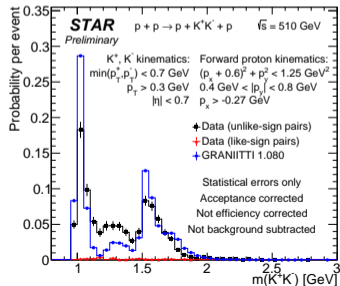 0.35
0.3
0.25
0.2
0.15
0.1
0.05
0
Probability per event
STAR
Preliminary
p + p → p + K⁺K⁻ + p √s = 510 GeV
K⁺, K⁻ kinematics: Forward proton kinematics:
min(p_T⁺,p_T⁻) < 0.7 GeV (pₓ + 0.6)² + p_y² < 1.25 GeV²
p_T > 0.3 GeV 0.4 GeV < |p_y| < 0.8 GeV
|η| < 0.7 pₓ > -0.27 GeV
Data (unlike-sign pairs)
Data (like-sign pairs)
GRANIITTI 1.080
Statistical errors only
Acceptance corrected
Not efficiency corrected
Not background subtracted
1 1.5 2 2.5 3
m(K⁺K⁻) [GeV]